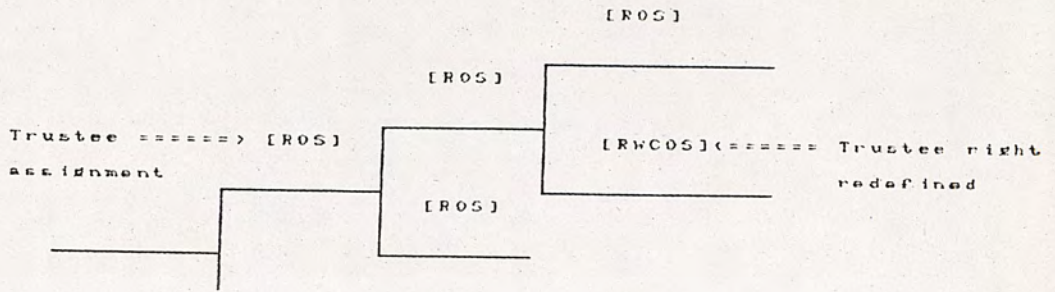 [ROS]
[ROS]
Trustee ======> [ROS]
assignment
[RWCOS]<====== Trustee right
redefined
[ROS]